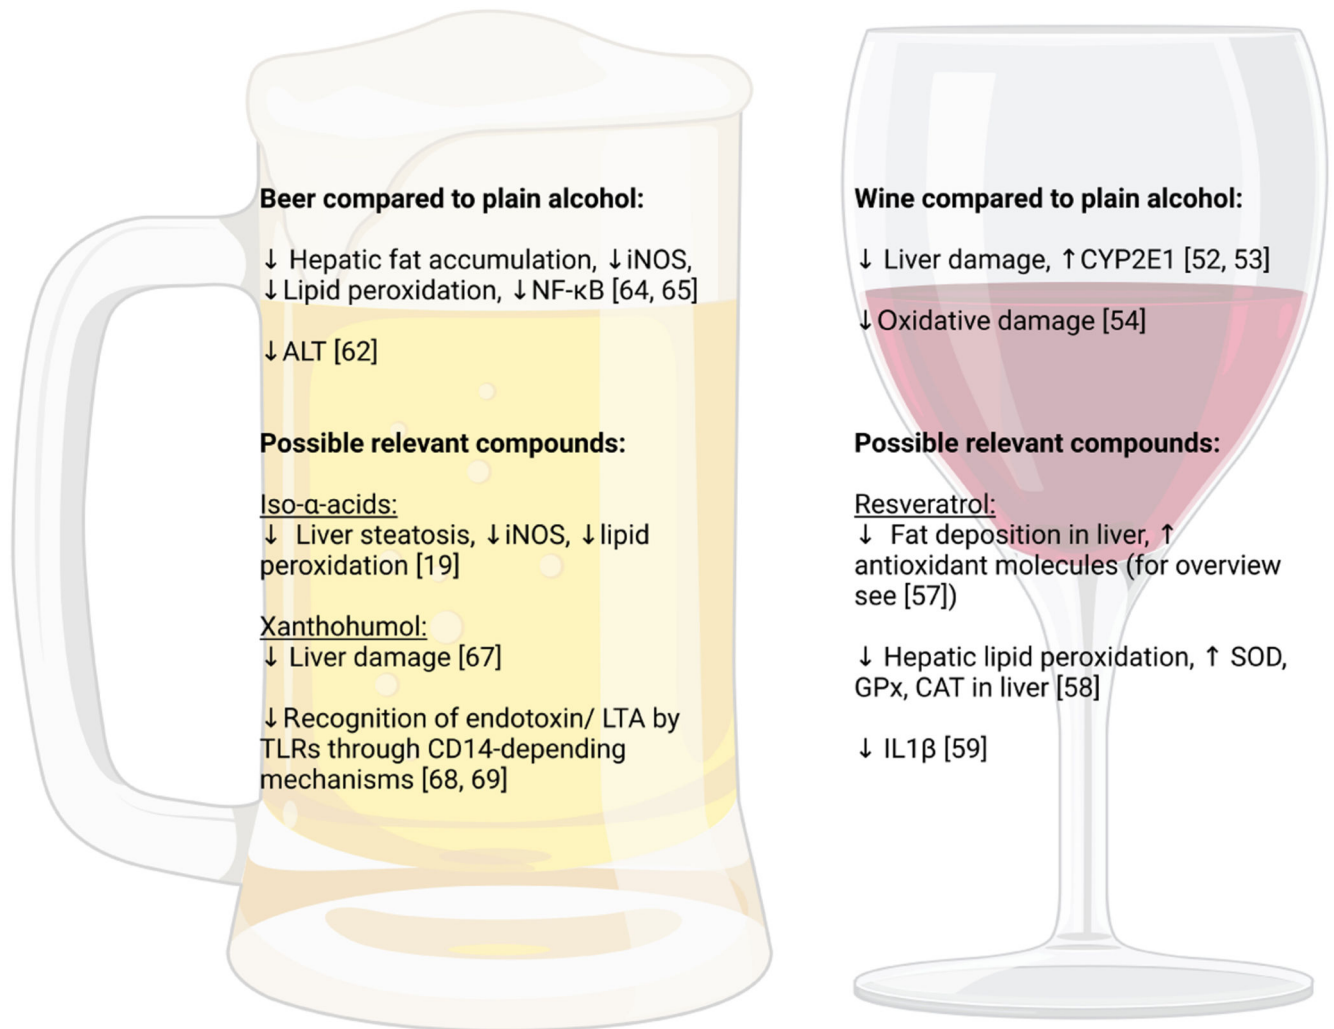 Beer compared to plain alcohol:
↓ Hepatic fat accumulation, ↓iNOS,
↓Lipid peroxidation, ↓NF-κB [64, 65]
↓ALT [62]
Possible relevant compounds:
Iso-α-acids:
↓ Liver steatosis, ↓iNOS, ↓lipid
peroxidation [19]
Xanthohumol:
↓ Liver damage [67]
↓Recognition of endotoxin/ LTA by
TLRs through CD14-depending
mechanisms [68, 69]
Wine compared to plain alcohol:
↓ Liver damage, ↑CYP2E1 [52, 53]
↓Oxidative damage [54]
Possible relevant compounds:
Resveratrol:
↓ Fat deposition in liver, ↑
antioxidant molecules (for overview
see [57])
↓ Hepatic lipid peroxidation, ↑ SOD,
GPx, CAT in liver [58]
↓ IL1β [59]